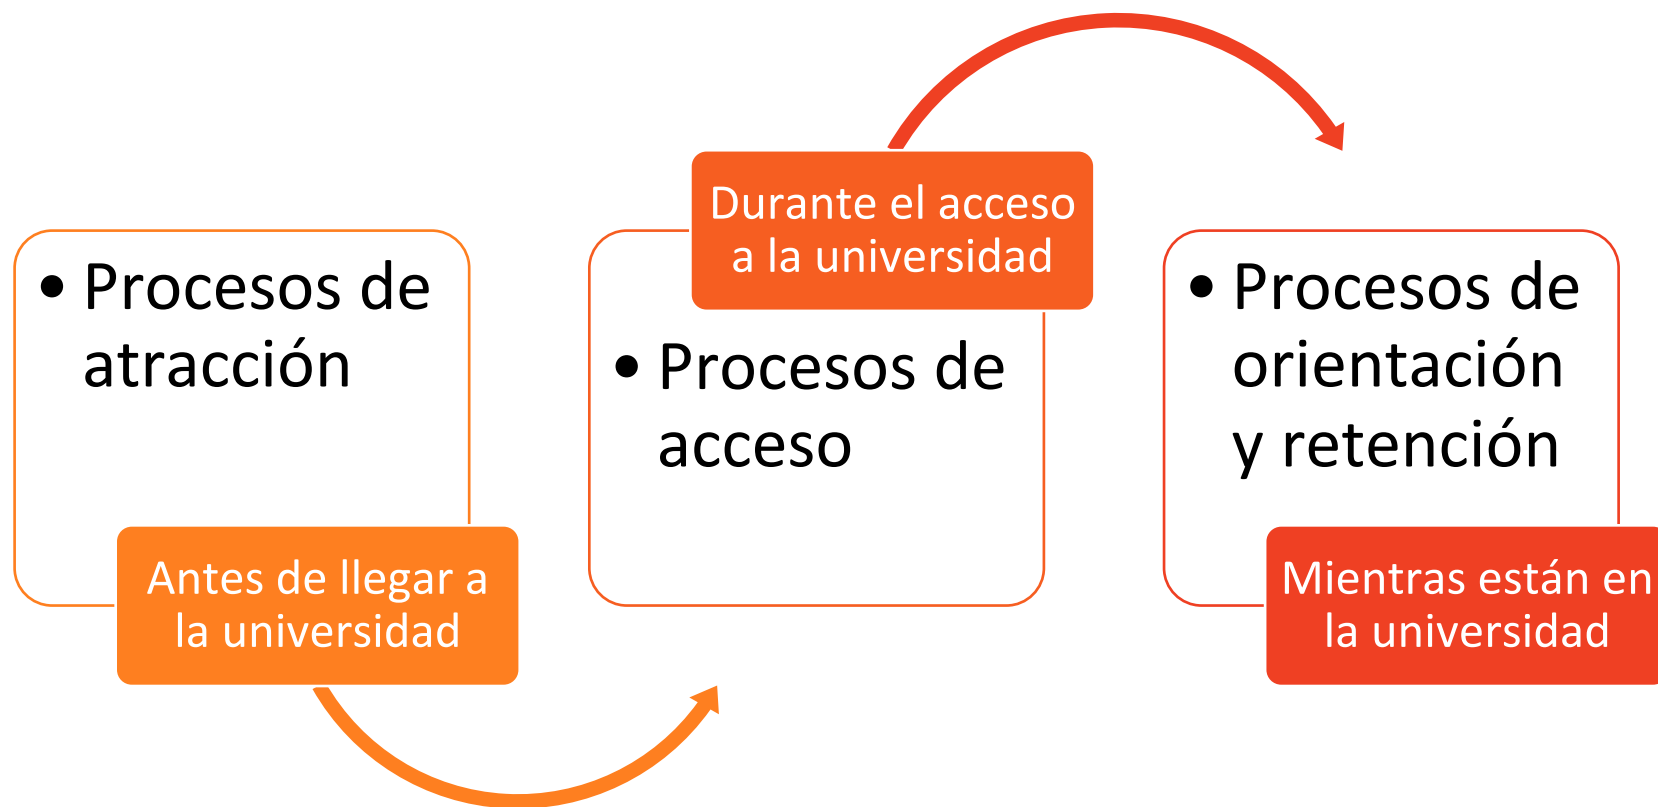 • Procesos de
atracción
Antes de llegar a
la universidad
Durante el acceso
a la universidad
• Procesos de
acceso
• Procesos de
orientación
y retención
Mientras están en
la universidad